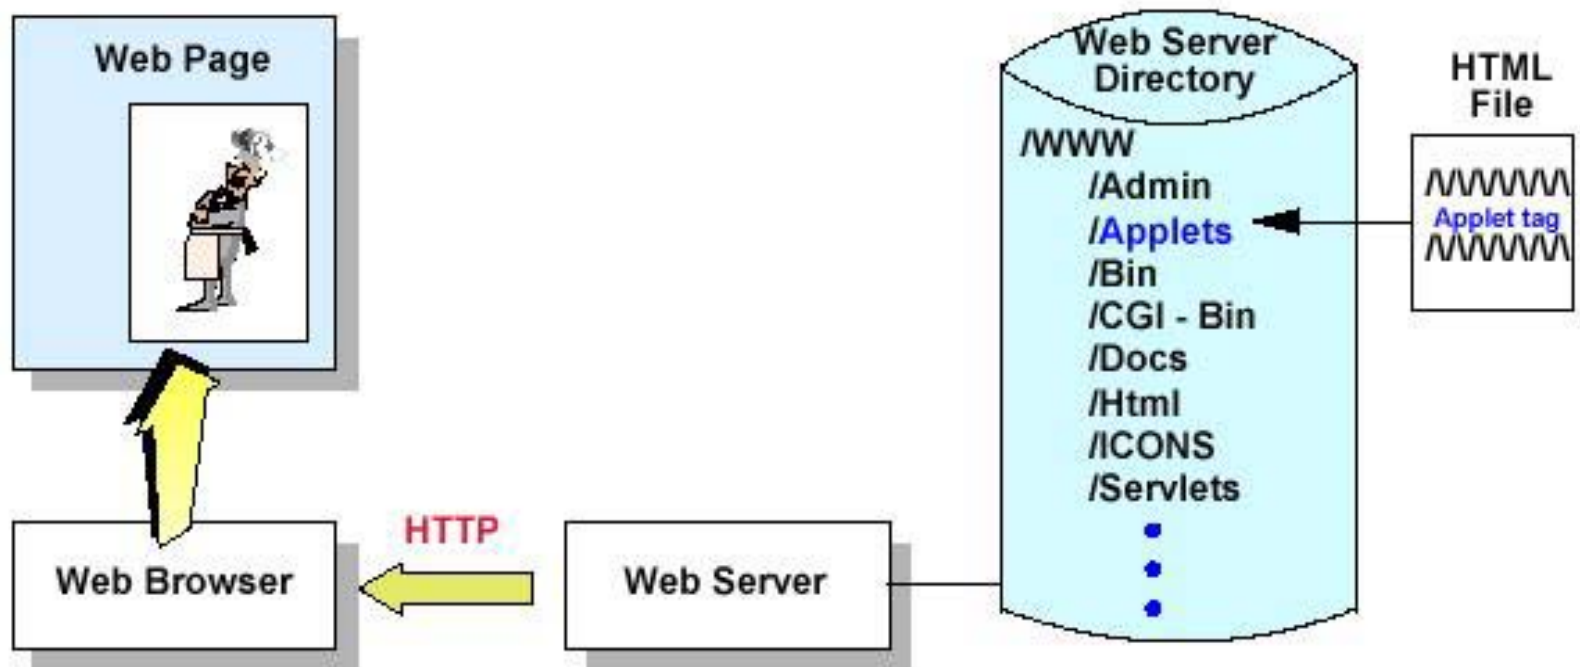 Web Page
Web Server
Directory
HTML
File
/WWW
/Admin
/Applets
/Bin
/CGI - Bin
/Docs
/Html
/ICONS
/Servlets
Applet tag
HTTP
Web Browser
Web Server